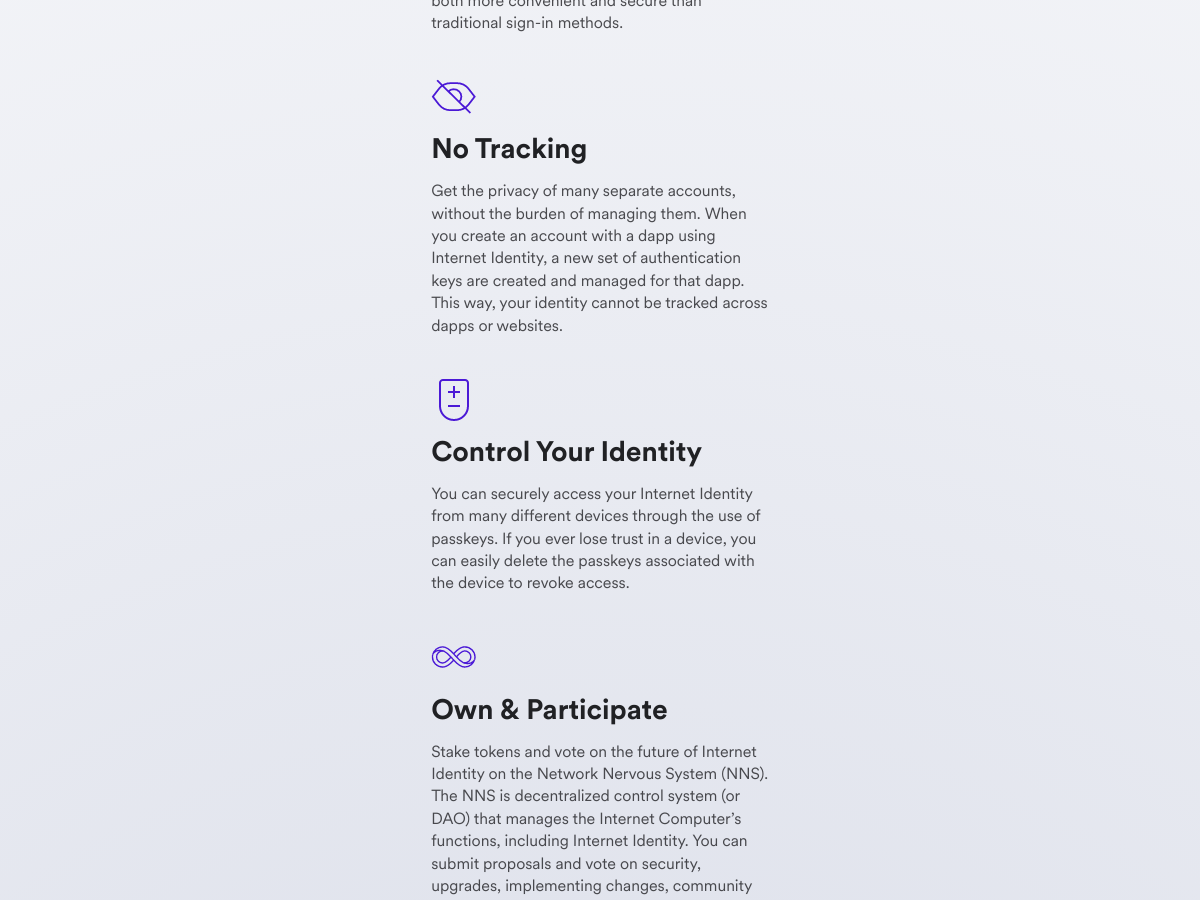 both more convenient and secure than
traditional sign-in methods.
No Tracking
Get the privacy of many separate accounts,
without the burden of managing them. When
you create an account with a dapp using
Internet Identity, a new set of authentication
keys are created and managed for that dapp.
This way, your identity cannot be tracked across
dapps or websites.
Control Your Identity
You can securely access your Internet Identity
from many different devices through the use of
passkeys. If you ever lose trust in a device, you
can easily delete the passkeys associated with
the device to revoke access.
Own & Participate
Stake tokens and vote on the future of Internet
Identity on the Network Nervous System (NNS).
The NNS is decentralized control system (or
DAO) that manages the Internet Computer’s
functions, including Internet Identity. You can
submit proposals and vote on security,
upgrades, implementing changes, community